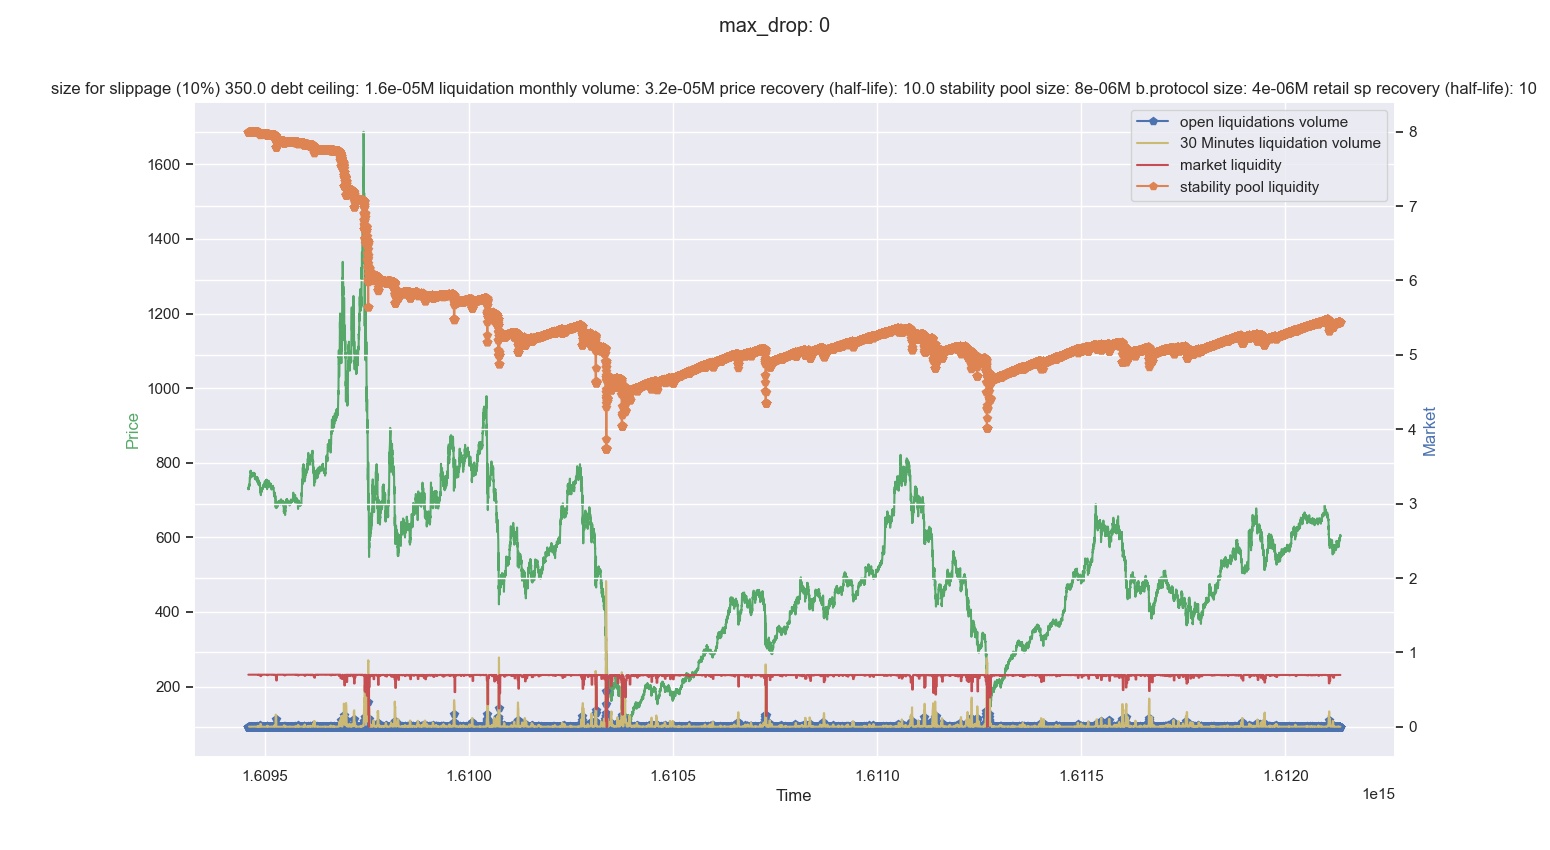 max_drop: 0
size for slippage (10%) 350.0 debt ceiling: 1.6e-05M liquidation monthly volume: 3.2e-05M price recovery (half-life): 10.0 stability pool size: 8e-06M b.protocol size: 4e-06M retail sp recovery (half-life): 10
open liquidations volume
30 Minutes liquidation volume
market liquidity
stability pool liquidity
1600
1400
1200
1000
800
600
400
200
Price
8
7
6
5
4
3
2
1
0
Market
1.6095 1.6100 1.6105 1.6110 1.6115 1.6120
Time
1e15